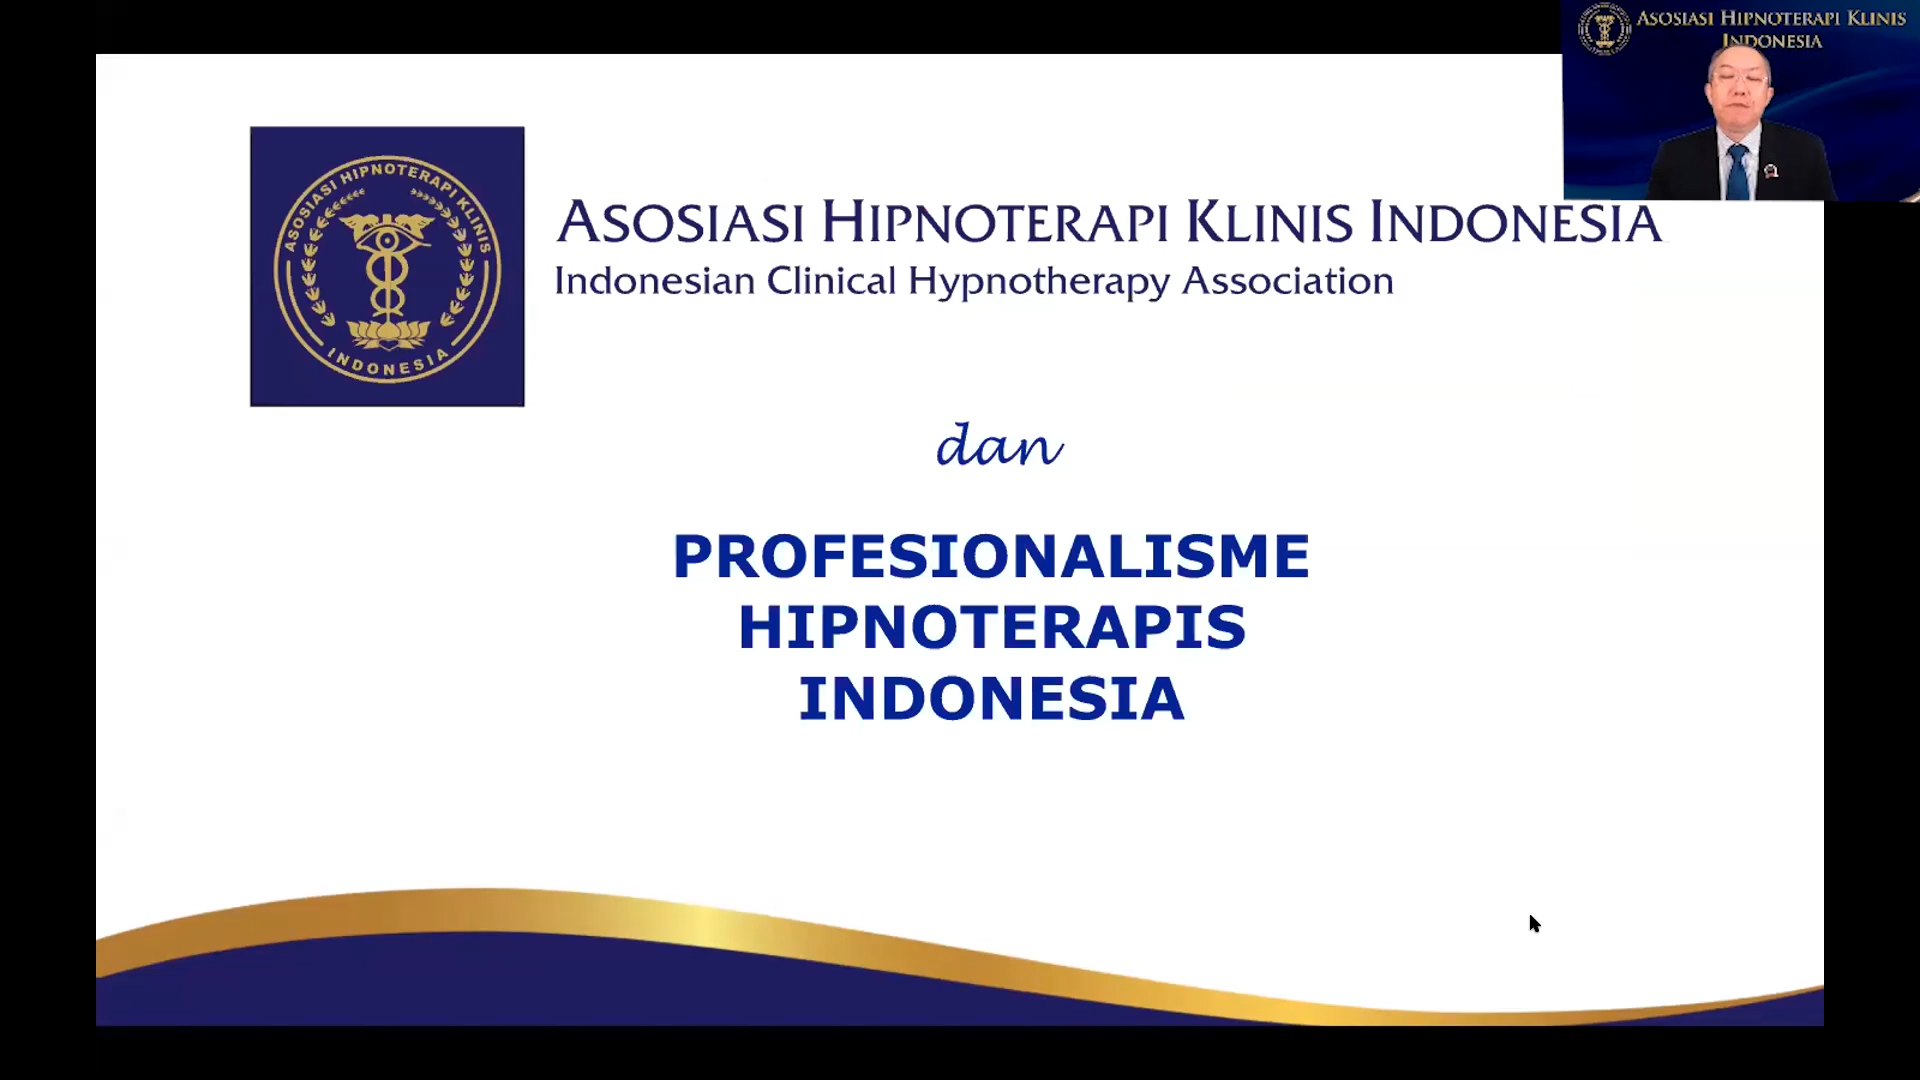 ASOSIASI HIPNOTERAPI KLINIS
INDONESIA
ASOSIASI HIPNOTERAPI KLINIS
INDONESIA
ASOSIASI HIPNOTERAPI KLINIS INDONESIA
Indonesian Clinical Hypnotherapy Association
dan
PROFESIONALISME
HIPNOTERAPIS
INDONESIA